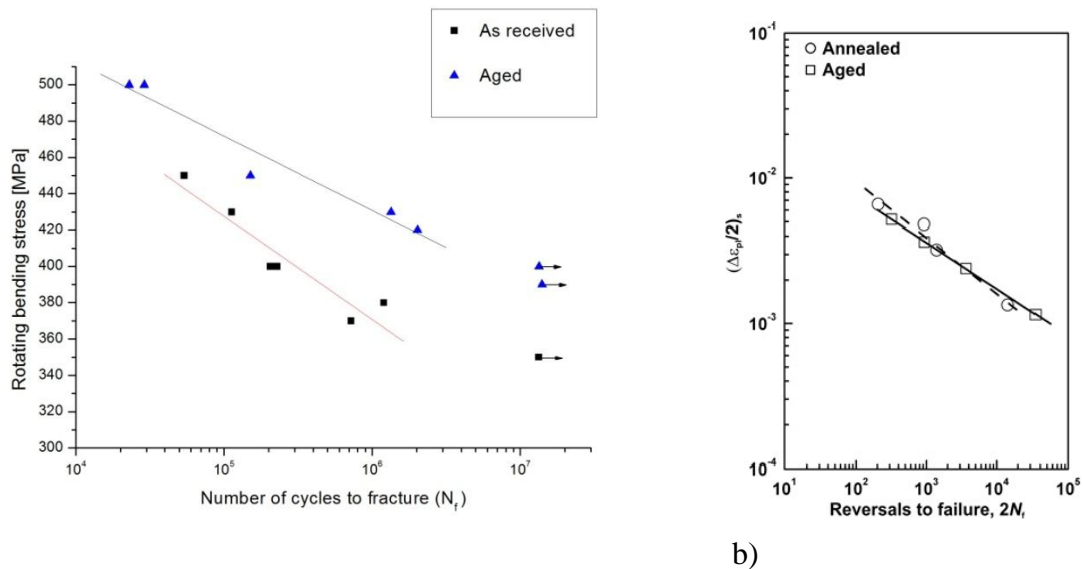 As received
Aged
500
480
460
440
420
400
380
360
340
320
300
Rotating bending stress [MPa]
10^4
10^5
10^6
10^7
Number of cycles to fracture (N_f)
Annealed
Aged
10^-1
10^-2
10^-3
10^-4
(Δε_pl/2)_s
10^1
10^2
10^3
10^4
10^5
Reversals to failure, 2N_f
b)